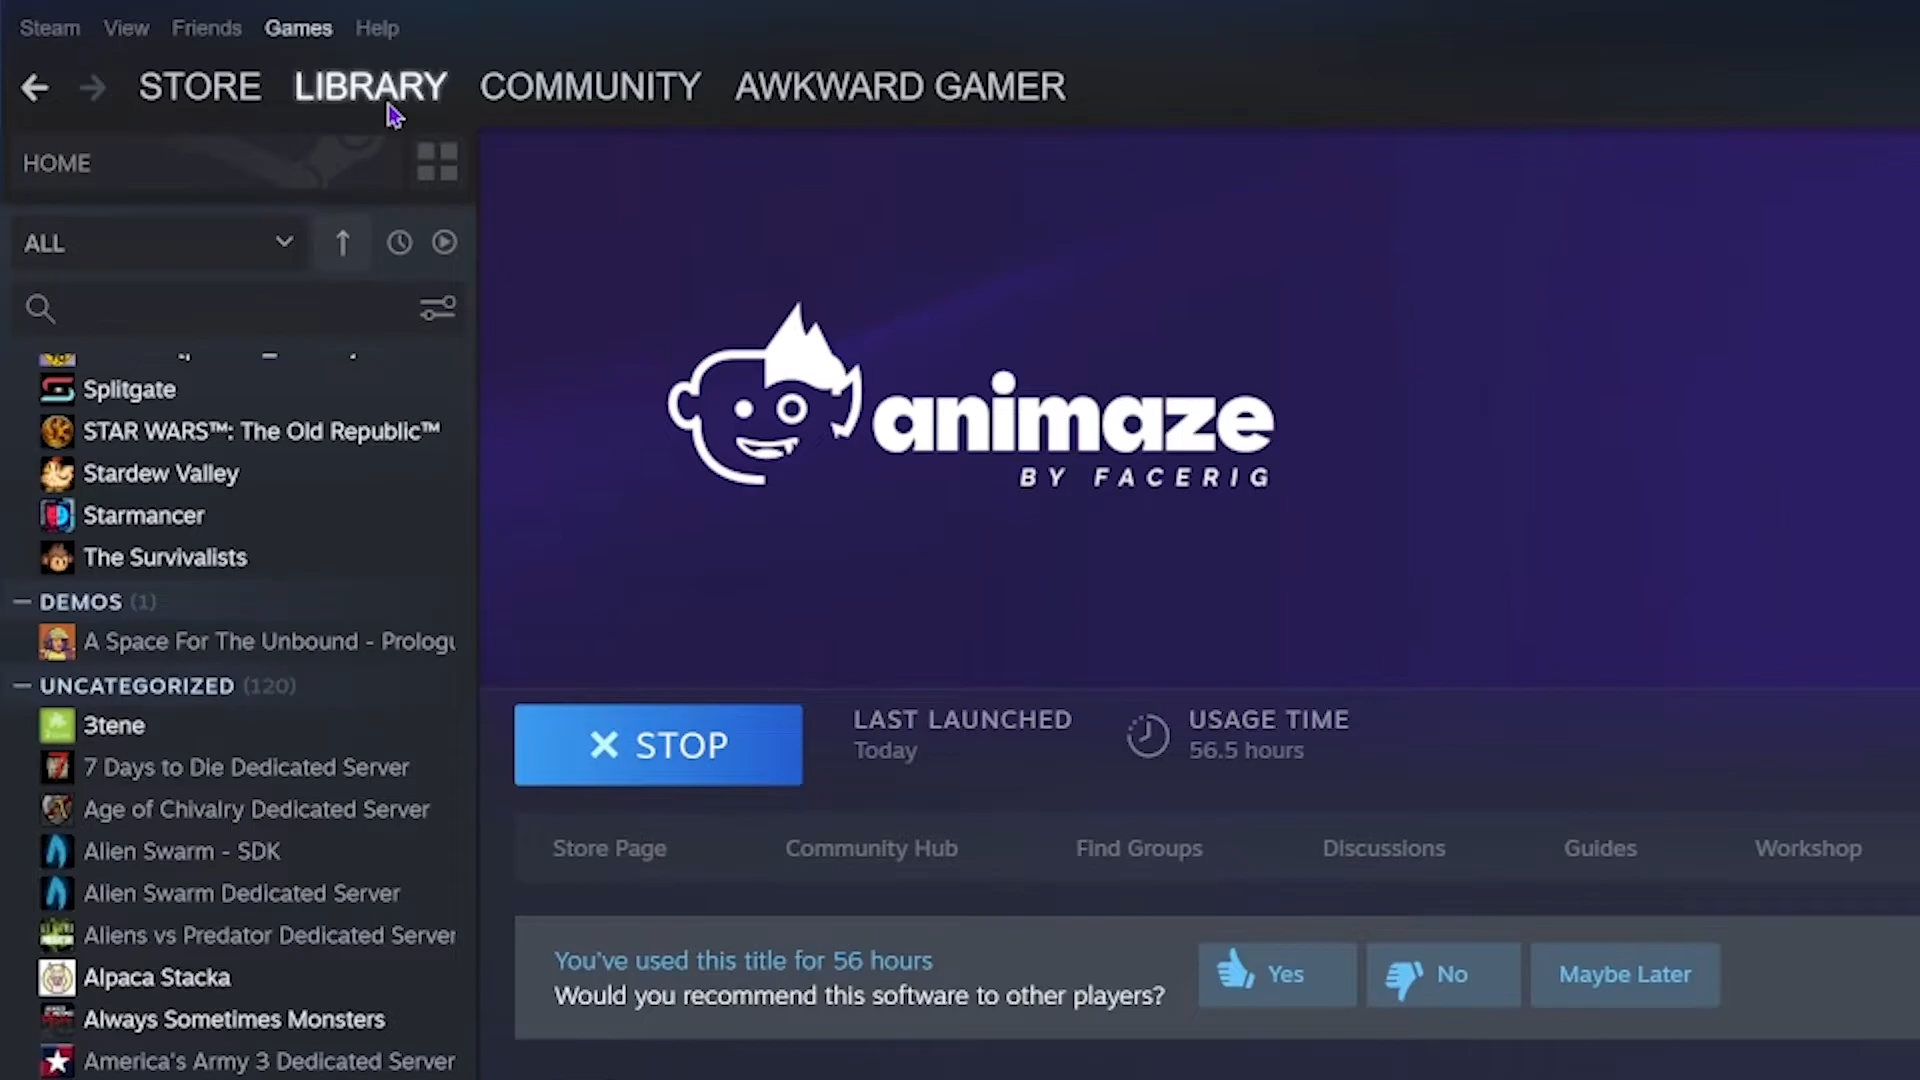 Steam View Friends Games Help
STORE LIBRARY COMMUNITY AWKWARD GAMER
HOME
ALL
Splitgate
STAR WARS™: The Old Republic™
Stardew Valley
Starmancer
The Survivalists
DEMOS (1)
A Space For The Unbound - Prologu
UNCATEGORIZED (120)
3tene
7 Days to Die Dedicated Server
Age of Chivalry Dedicated Server
Alien Swarm - SDK
Alien Swarm Dedicated Server
Aliens vs Predator Dedicated Server
Alpaca Stacka
Always Sometimes Monsters
America's Army 3 Dedicated Server
animaze
BY FACERIG
STOP
LAST LAUNCHED
Today
USAGE TIME
56.5 hours
Store Page Community Hub Find Groups Discussions Guides Workshop
You've used this title for 56 hours
Would you recommend this software to other players?
Yes No Maybe Later